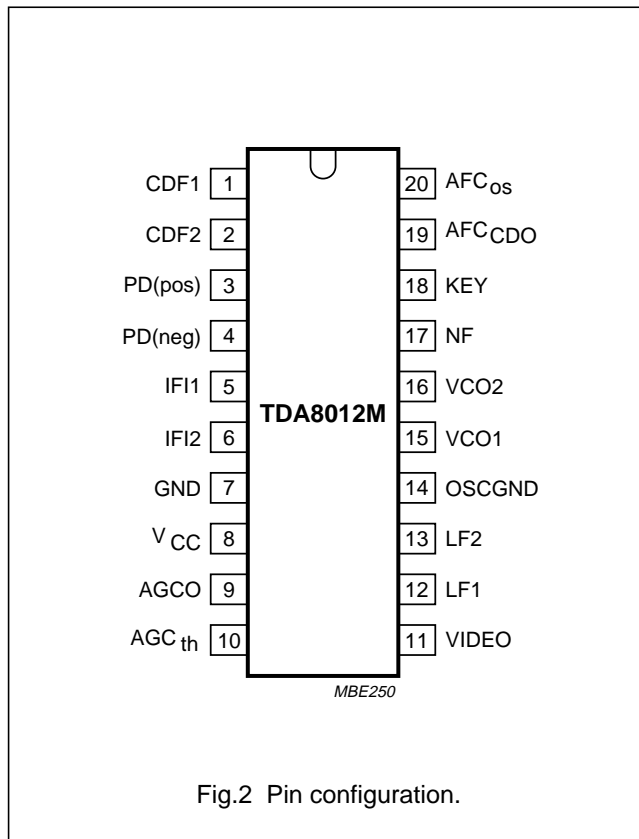 CDF1 1 20 AFCos
CDF2 2 19 AFCCDO
PD(pos) 3 18 KEY
PD(neg) 4 17 NF
IFI1 5 16 VCO2
TDA8012M
IFI2 6 15 VCO1
GND 7 14 OSCGND
VCC 8 13 LF2
AGCO 9 12 LF1
AGCth 10 11 VIDEO
MBE250
Fig.2 Pin configuration.